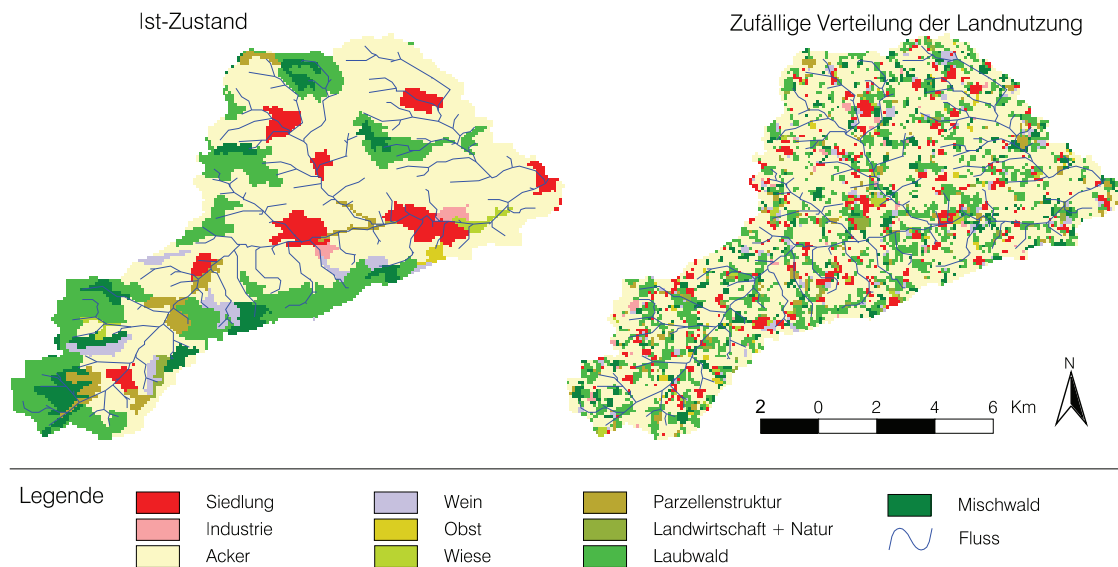 Ist-Zustand
Zufällige Verteilung der Landnutzung
N
2 0 2 4 6 Km
Legende
Siedlung
Industrie
Acker
Wein
Obst
Wiese
Parzellenstruktur
Landwirtschaft + Natur
Laubwald
Mischwald
Fluss